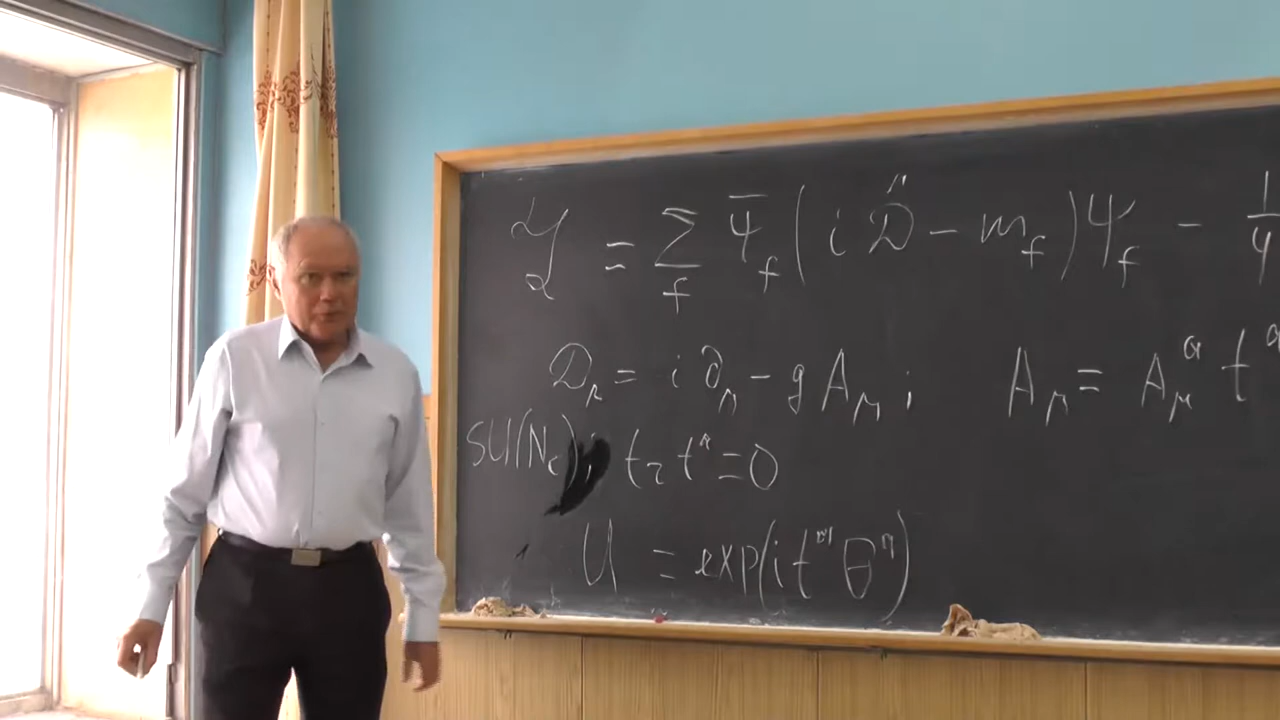 ℒ = Σ_f ψ̄_f (i D̂ − m_f) ψ_f − 1/4
D_μ = i ∂_μ − g A_μ ; A_μ = A_μ^a t^a
SU(N_c) ; t_r t^a = 0
U = exp(i t^a θ^a)